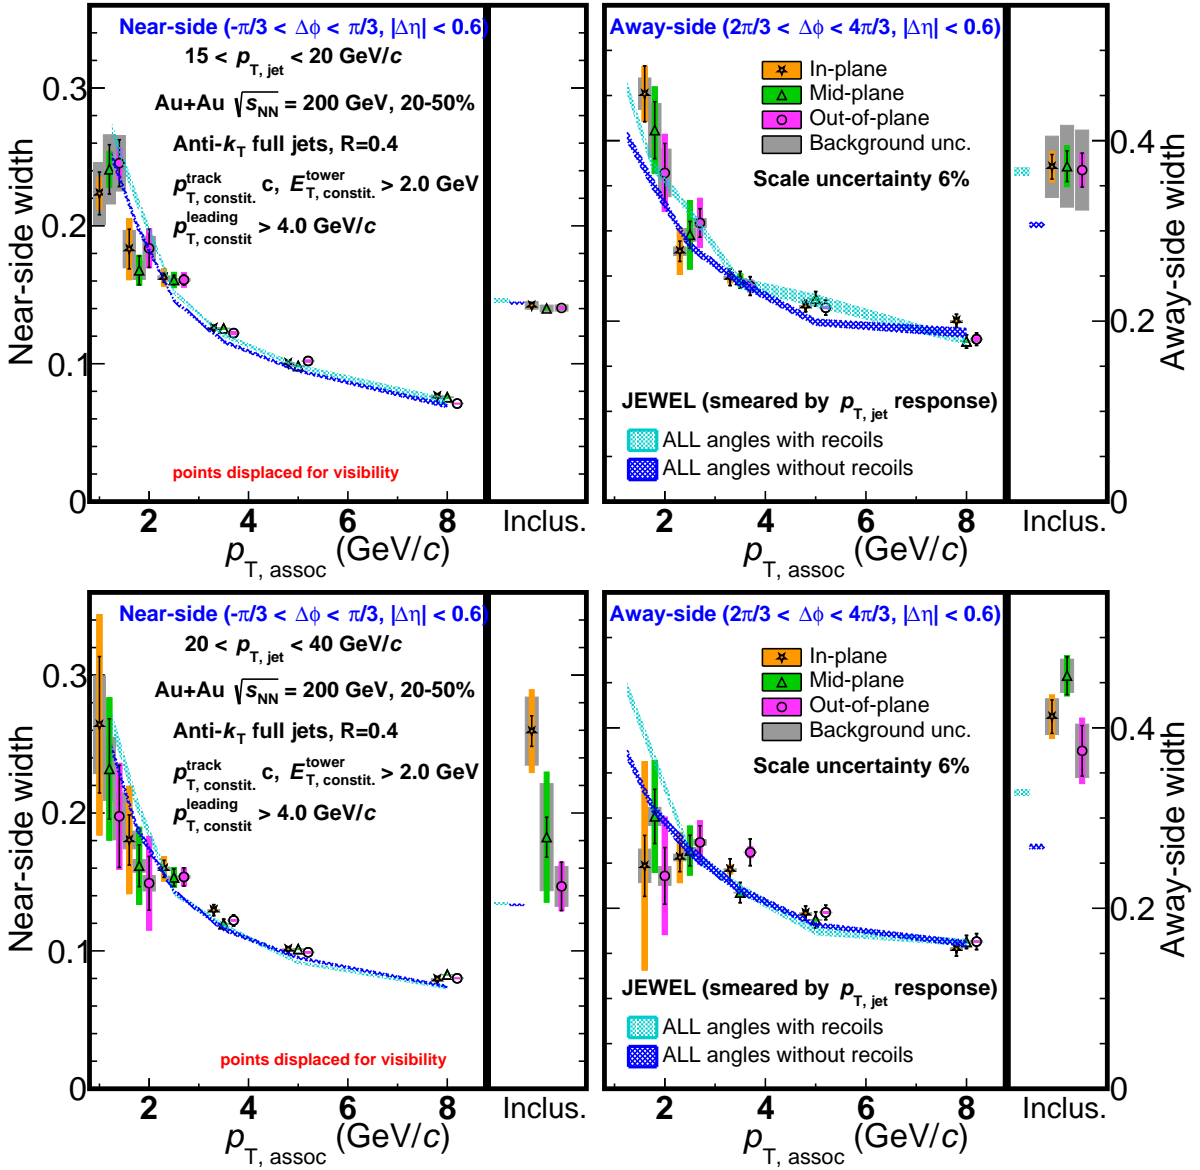 Near-side (-π/3 < Δϕ < π/3, |Δη| < 0.6)
15 < p_T, jet < 20 GeV/c
Au+Au √s_NN = 200 GeV, 20-50%
Anti-k_T full jets, R=0.4
p^track_T, constit. c, E^tower_T, constit. > 2.0 GeV
p^leading_T, constit > 4.0 GeV/c
points displaced for visibility
Near-side width
0.3
0.2
0.1
0
2 4 6 8
Inclus.
p_T, assoc (GeV/c)
Away-side (2π/3 < Δϕ < 4π/3, |Δη| < 0.6)
In-plane
Mid-plane
Out-of-plane
Background unc.
Scale uncertainty 6%
JEWEL (smeared by p_T, jet response)
ALL angles with recoils
ALL angles without recoils
0.4
0.2
0
Away-side width
2 4 6 8
Inclus.
p_T, assoc (GeV/c)
Near-side (-π/3 < Δϕ < π/3, |Δη| < 0.6)
20 < p_T, jet < 40 GeV/c
Au+Au √s_NN = 200 GeV, 20-50%
Anti-k_T full jets, R=0.4
p^track_T, constit. c, E^tower_T, constit. > 2.0 GeV
p^leading_T, constit > 4.0 GeV/c
points displaced for visibility
Near-side width
0.3
0.2
0.1
0
2 4 6 8
Inclus.
p_T, assoc (GeV/c)
Away-side (2π/3 < Δϕ < 4π/3, |Δη| < 0.6)
In-plane
Mid-plane
Out-of-plane
Background unc.
Scale uncertainty 6%
JEWEL (smeared by p_T, jet response)
ALL angles with recoils
ALL angles without recoils
0.4
0.2
0
Away-side width
2 4 6 8
Inclus.
p_T, assoc (GeV/c)